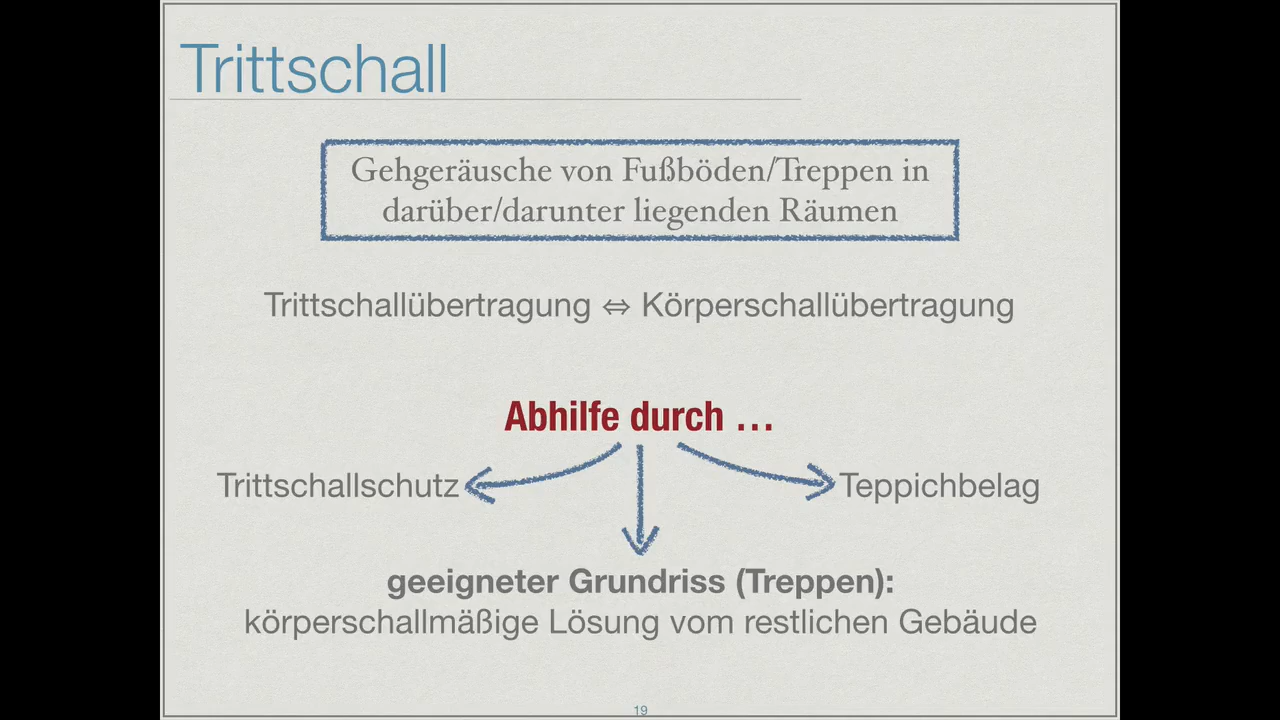 Trittschall
Gehgeräusche von Fußböden/Treppen in
darüber/darunter liegenden Räumen
Trittschallübertragung ⇔ Körperschallübertragung
Abhilfe durch …
Trittschallschutz
Teppichbelag
geeigneter Grundriss (Treppen):
körperschallmäßige Lösung vom restlichen Gebäude
19